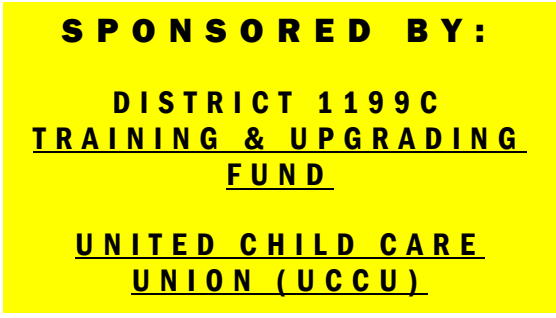 SPONSORED BY:
DISTRICT 1199C
TRAINING & UPGRADING
FUND
UNITED CHILD CARE
UNION (UCCU)